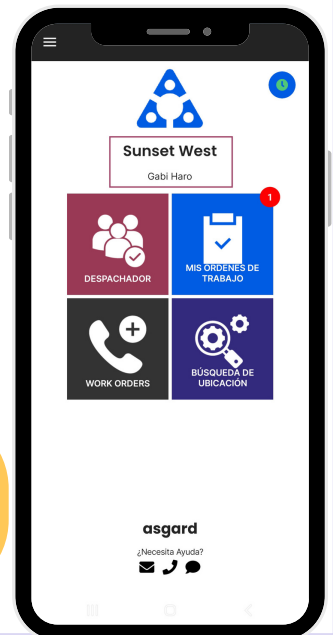 Sunset West
Gabi Haro
1
DESPACHADOR
MIS ORDENES DE
TRABAJO
WORK ORDERS
BÚSQUEDA DE
UBICACIÓN
asgard
¿Necesita Ayuda?